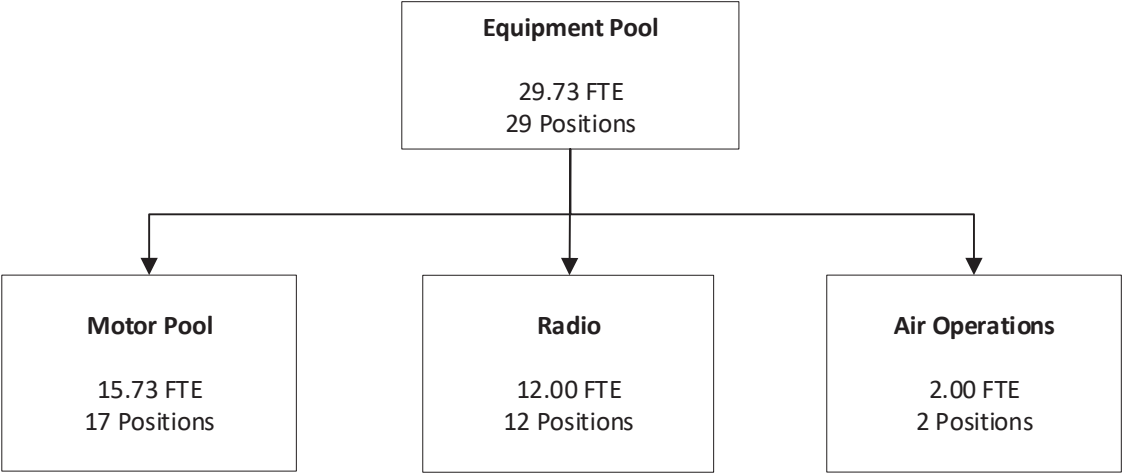 Equipment Pool
29.73 FTE
29 Positions
Motor Pool
15.73 FTE
17 Positions
Radio
12.00 FTE
12 Positions
Air Operations
2.00 FTE
2 Positions